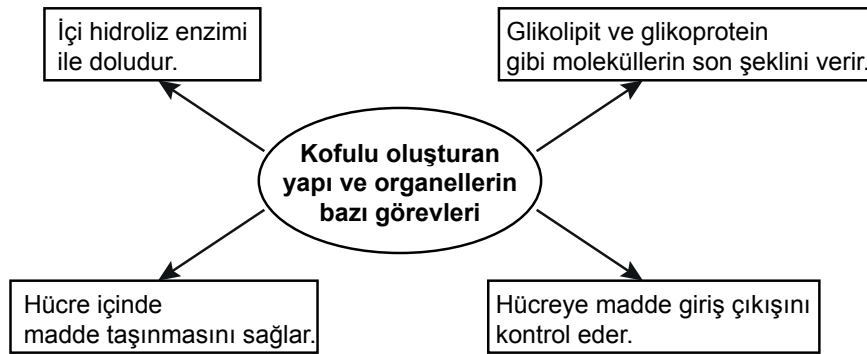 İçi hidroliz enzimi
ile doludur.
Glikolipit ve glikoprotein
gibi moleküllerin son şeklini verir.
Kofulu oluşturan
yapı ve organellerin
bazı görevleri
Hücre içinde
madde taşınmasını sağlar.
Hücreye madde giriş çıkışını
kontrol eder.